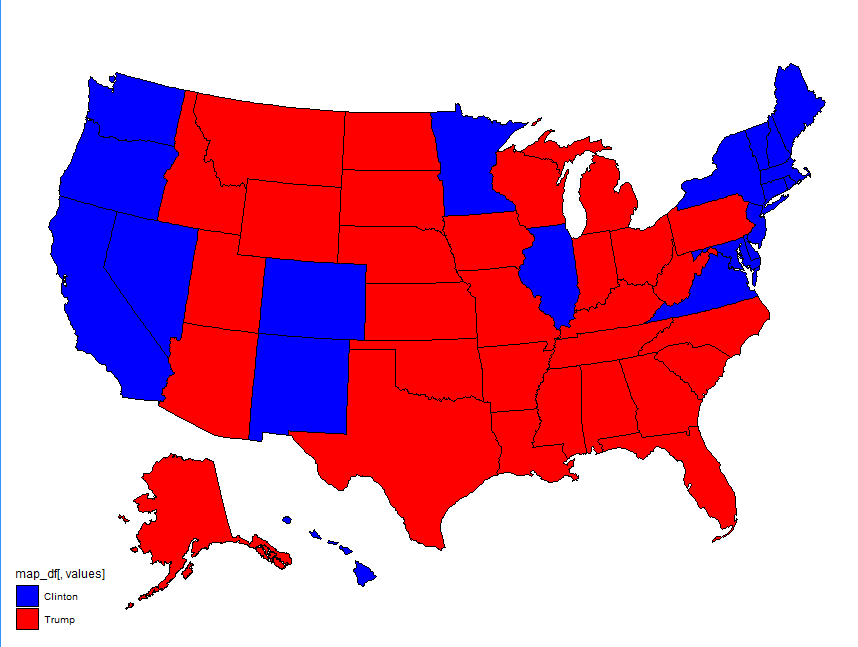 map_df[, values]
Clinton
Trump